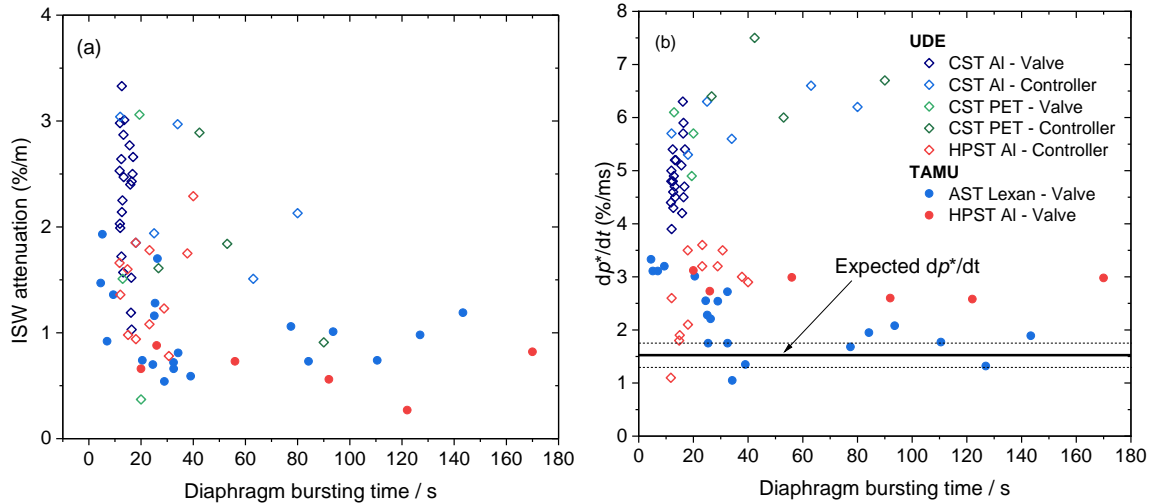 (a)
ISW attenuation (%/m)
4
3
2
1
0
0 20 40 60 80 100 120 140 160 180
Diaphragm bursting time / s
(b)
dp*/dt (%/ms)
8
7
6
5
4
3
2
1
0
UDE
CST Al - Valve
CST Al - Controller
CST PET - Valve
CST PET - Controller
HPST Al - Controller
TAMU
AST Lexan - Valve
HPST Al - Valve
Expected dp*/dt
0 20 40 60 80 100 120 140 160 180
Diaphragm bursting time / s